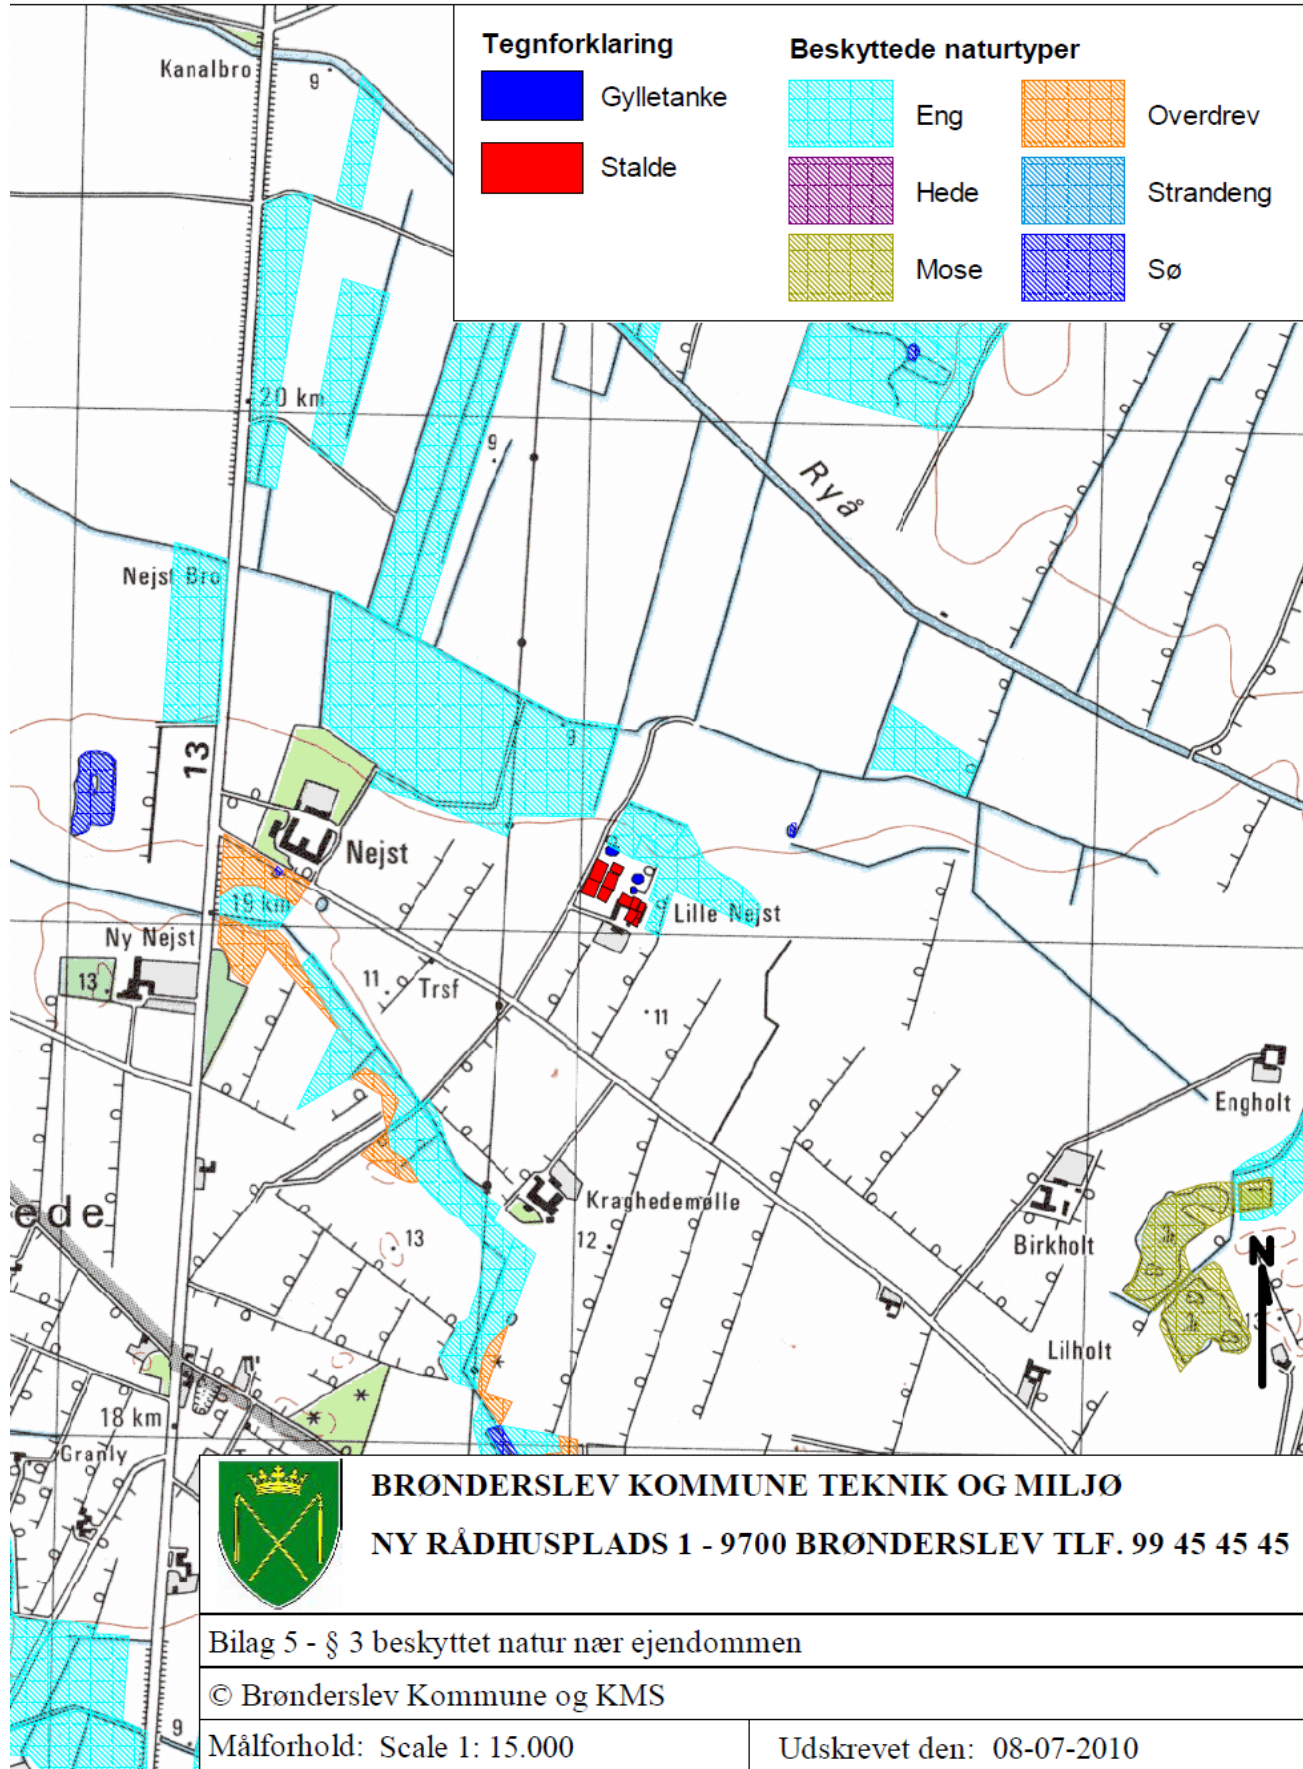 Tegnforklaring
Gylletanke
Stalde
Beskyttede naturtyper
Eng
Overdrev
Hede
Strandeng
Mose
Sø
Kanalbro
9
20 km
9
Ryå
Nejst Bro
13
9
Nejst
19 km
Lille Nejst
Ny Nejst
13
11
Trsf
11
Engholt
ede
Kraghedemølle
13
12
Birkholt
N
13
Lilholt
18 km
Granly
9
BRØNDERSLEV KOMMUNE TEKNIK OG MILJØ
NY RÅDHUSPLADS 1 - 9700 BRØNDERSLEV TLF. 99 45 45 45
Bilag 5 - § 3 beskyttet natur nær ejendommen
© Brønderslev Kommune og KMS
Målforhold: Scale 1: 15.000
Udskrevet den: 08-07-2010